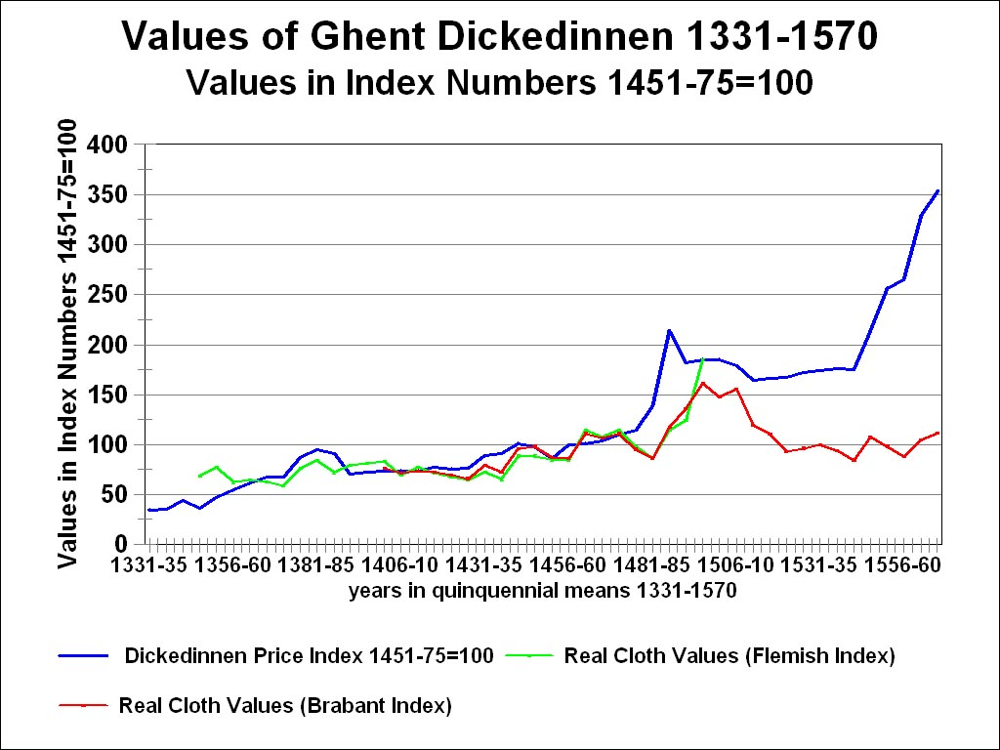 Values of Ghent Dickedinnen 1331-1570
Values in Index Numbers 1451-75=100
Values in Index Numbers 1451-75=100
400
350
300
250
200
150
100
50
0
1331-35 1356-60 1381-85 1406-10 1431-35 1456-60 1481-85 1506-10 1531-35 1556-60
years in quinquennial means 1331-1570
Dickedinnen Price Index 1451-75=100 Real Cloth Values (Flemish Index)
Real Cloth Values (Brabant Index)